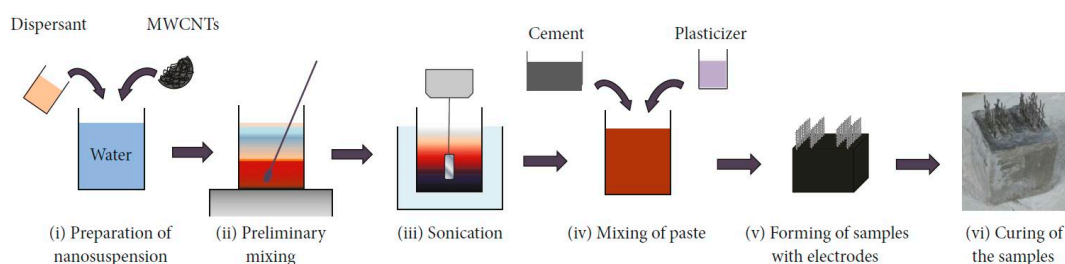 Dispersant
MWCNTs
Cement
Plasticizer
Water
(i) Preparation of
nanosuspension
(ii) Preliminary
mixing
(iii) Sonication
(iv) Mixing of paste
(v) Forming of samples
with electrodes
(vi) Curing of
the samples